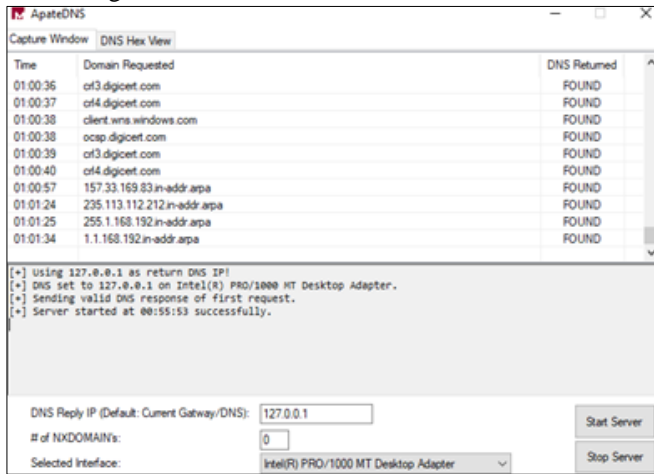 ApateDNS
Capture Window DNS Hex View
Time Domain Requested DNS Returned
01:00:36 crl3.digicert.com FOUND
01:00:37 crl4.digicert.com FOUND
01:00:38 client.wns.windows.com FOUND
01:00:38 ocsp.digicert.com FOUND
01:00:39 crl3.digicert.com FOUND
01:00:40 crl4.digicert.com FOUND
01:00:57 157.33.169.83.in-addr.arpa FOUND
01:01:24 235.113.112.212.in-addr.arpa FOUND
01:01:25 255.1.168.192.in-addr.arpa FOUND
01:01:34 1.1.168.192.in-addr.arpa FOUND
[+] Using 127.0.0.1 as return DNS IP!
[+] DNS set to 127.0.0.1 on Intel(R) PRO/1000 MT Desktop Adapter.
[+] Sending valid DNS response of first request.
[+] Server started at 00:55:53 successfully.
DNS Reply IP (Default: Current Gatway/DNS): 127.0.0.1
Start Server
# of NXDOMAIN's: 0
Selected Interface: Intel(R) PRO/1000 MT Desktop Adapter
Stop Server